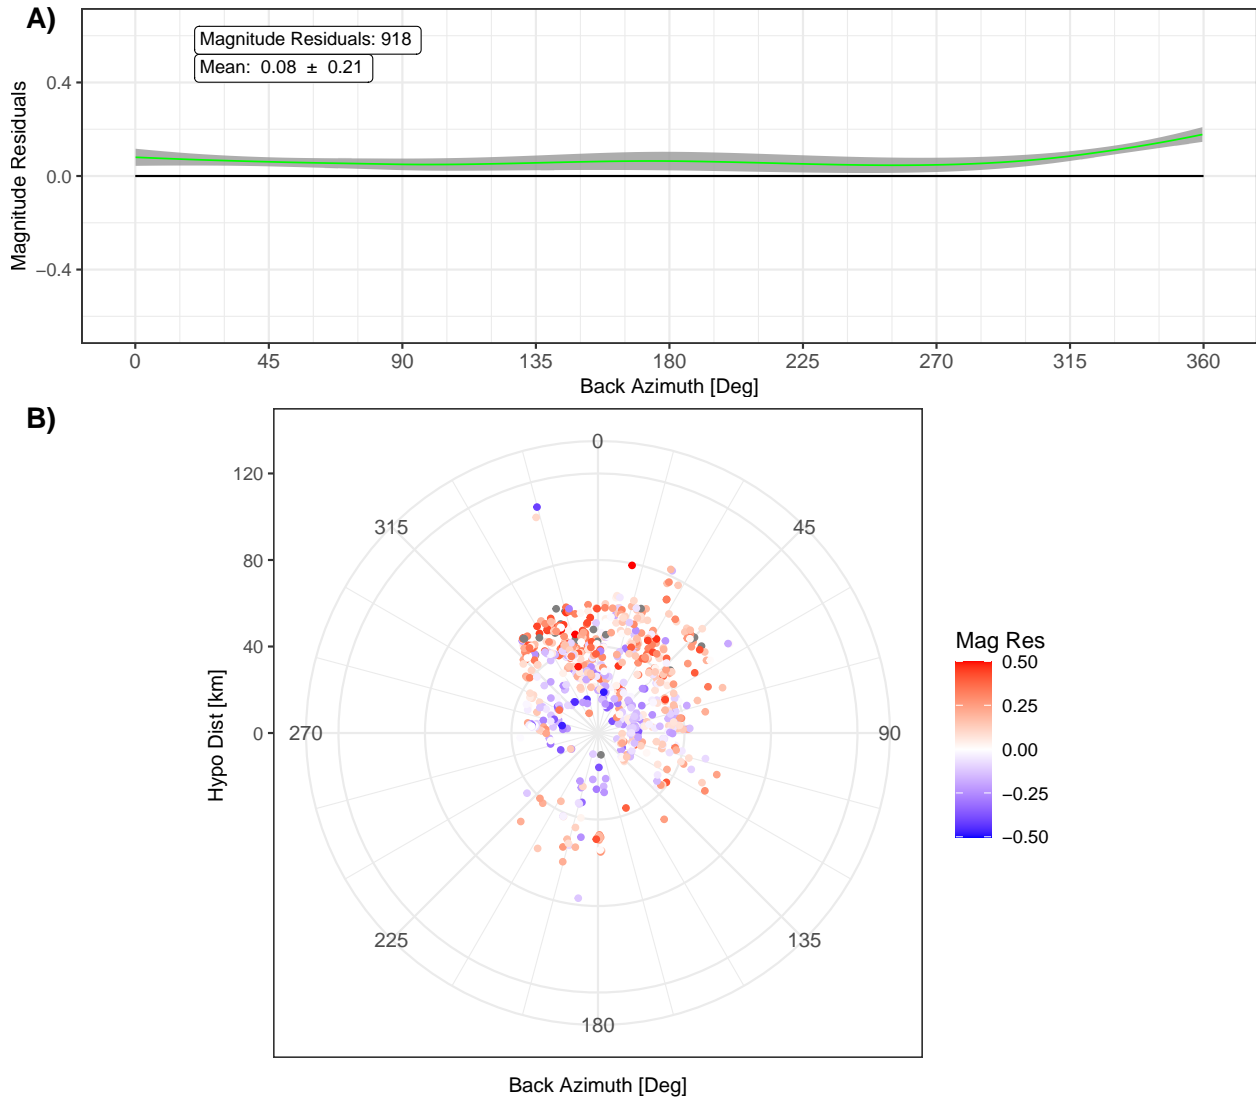 A)
Magnitude Residuals: 918
Mean:  0.08  ±  0.21
Magnitude Residuals
0.4
0.0
−0.4
0 45 90 135 180 225 270 315 360
Back Azimuth [Deg]
B)
Hypo Dist [km]
120
80
40
0
0
45
90
135
180
225
270
315
Back Azimuth [Deg]
Mag Res
0.50
0.25
0.00
−0.25
−0.50